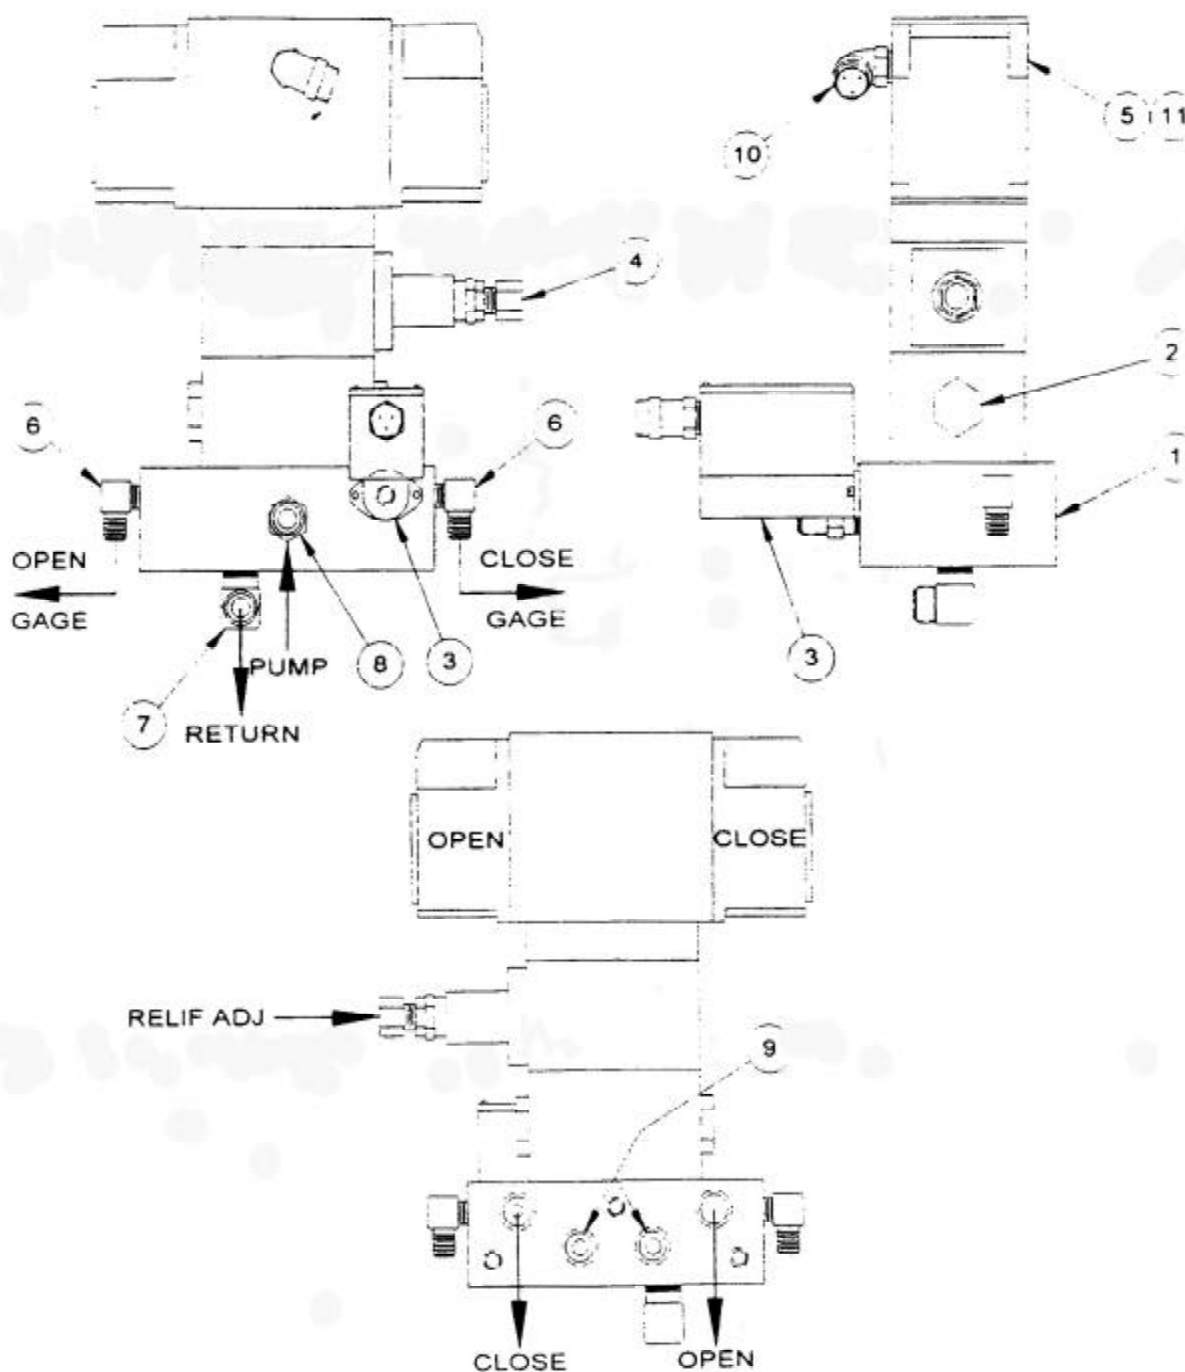 10
5
11
4
2
6
6
1
OPEN
GAGE
CLOSE
GAGE
PUMP
8
3
3
7
RETURN
OPEN
CLOSE
RELIF ADJ
9
CLOSE
OPEN